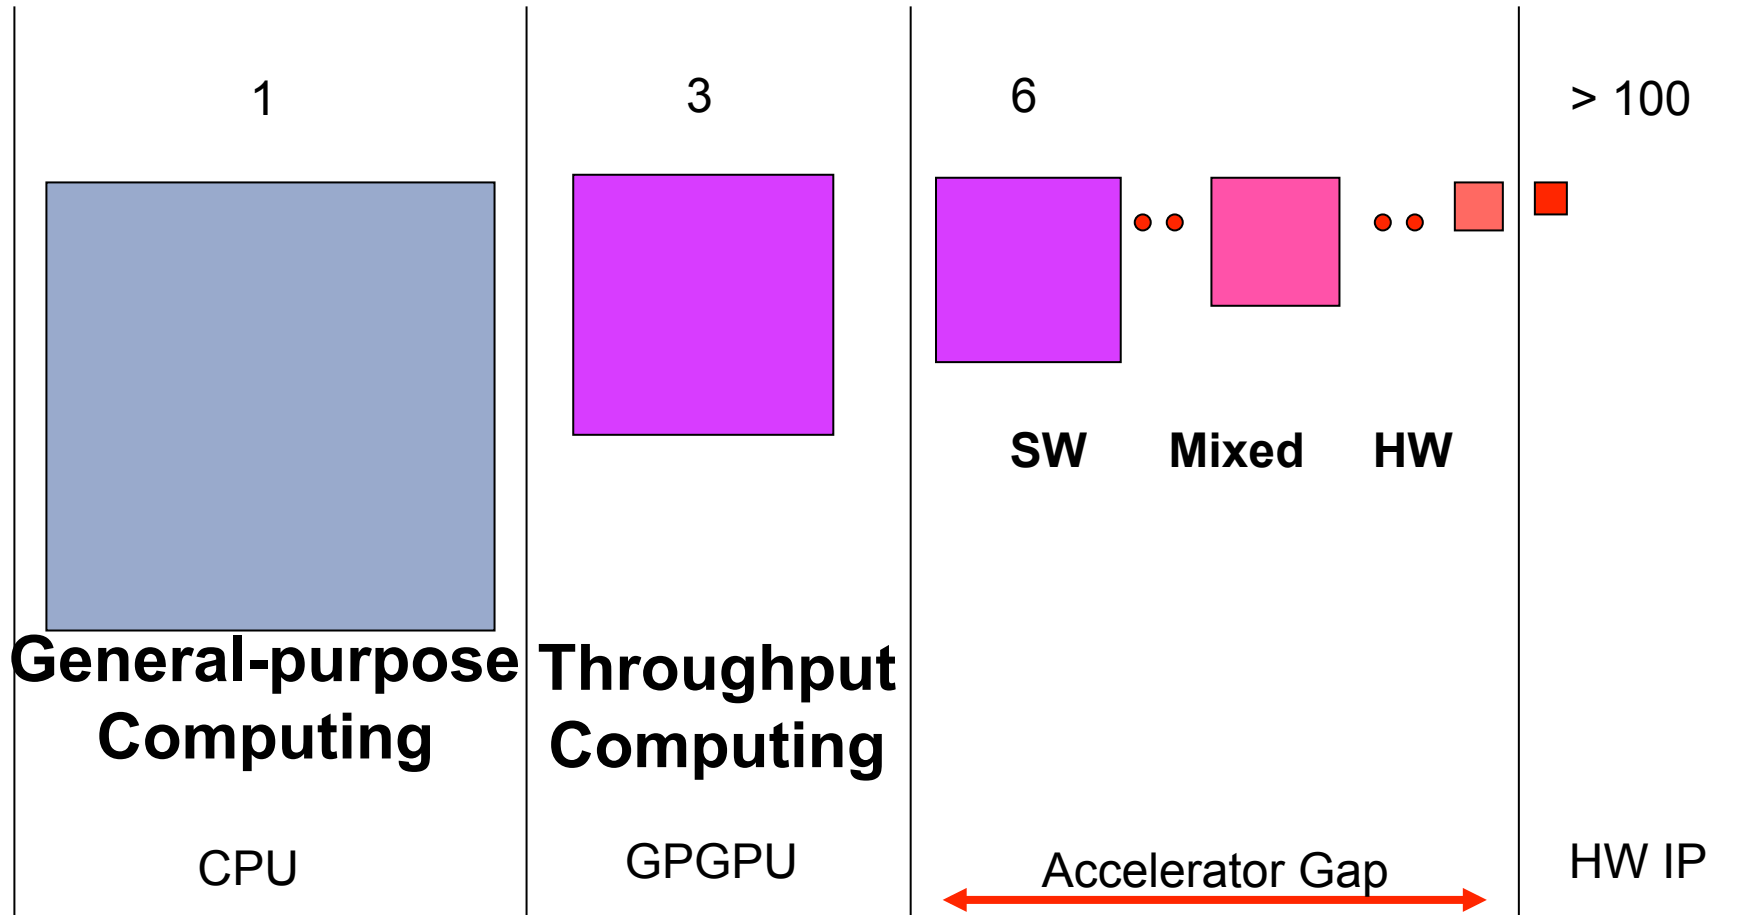 1
3
6
> 100
SW
Mixed
HW
General-purpose
Computing
Throughput
Computing
CPU
GPGPU
Accelerator Gap
HW IP